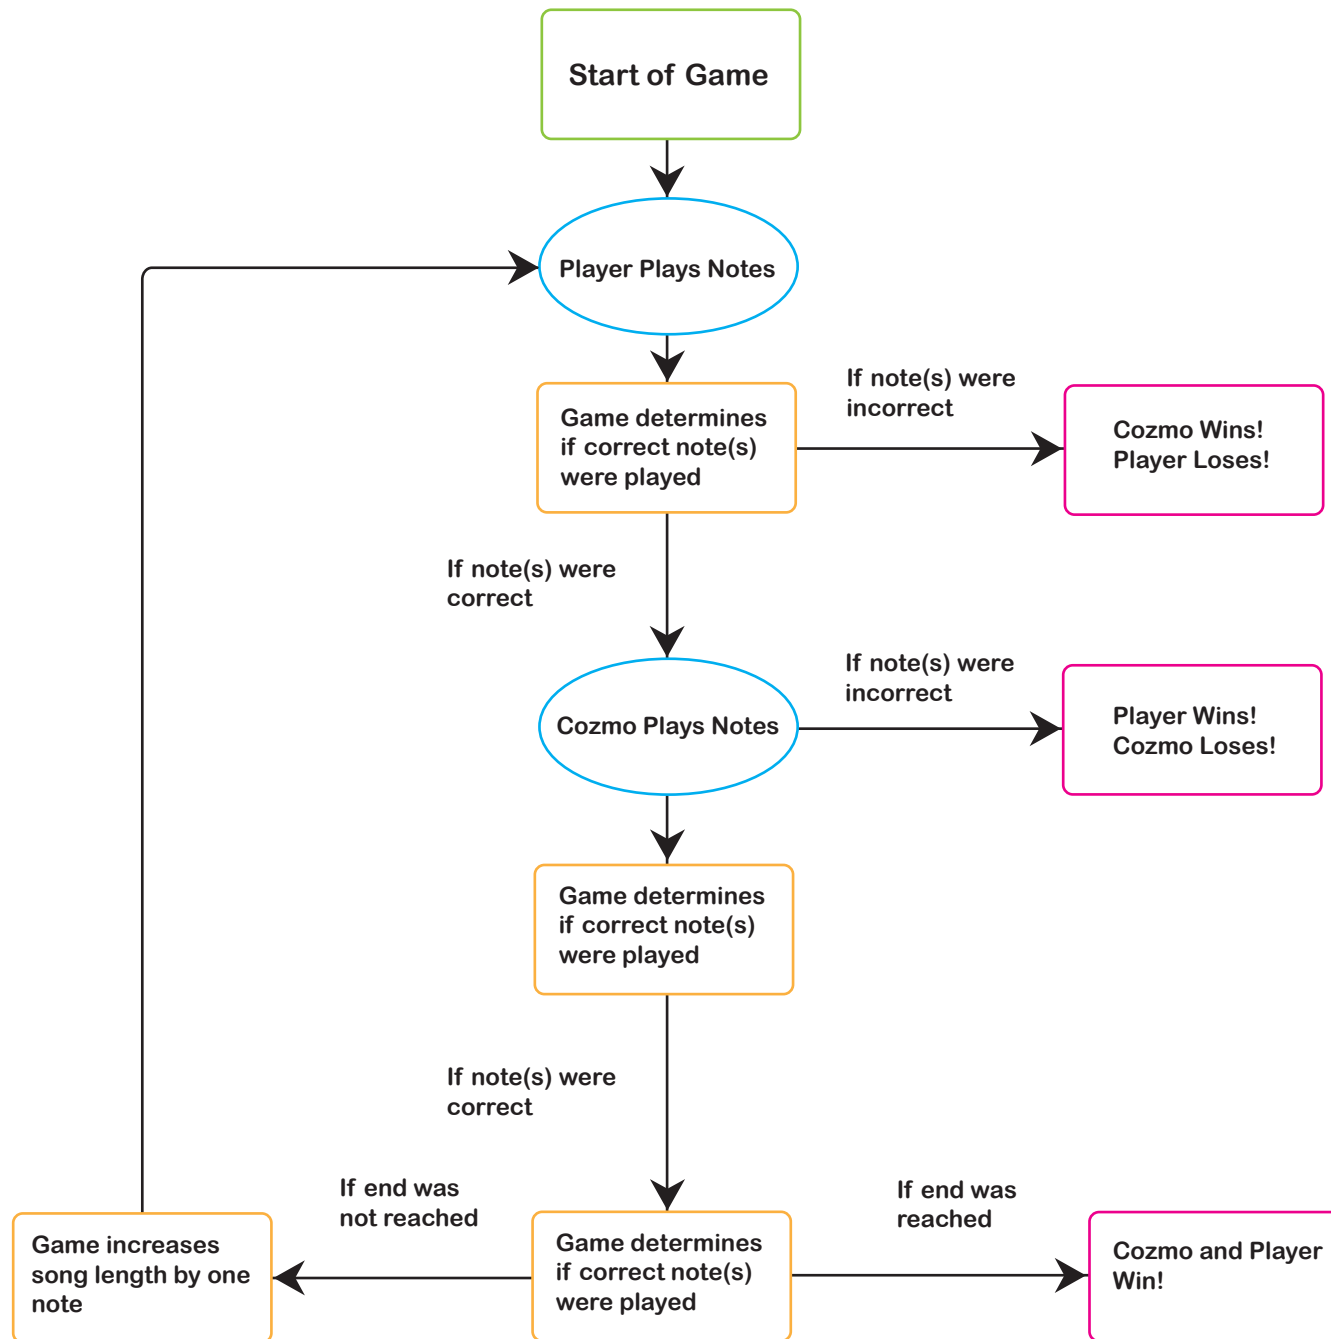 Start of Game
Player Plays Notes
If note(s) were
incorrect
Game determines
if correct note(s)
were played
Cozmo Wins!
Player Loses!
If note(s) were
correct
If note(s) were
incorrect
Cozmo Plays Notes
Player Wins!
Cozmo Loses!
Game determines
if correct note(s)
were played
If note(s) were
correct
If end was
not reached
If end was
reached
Game increases
song length by one
note
Game determines
if correct note(s)
were played
Cozmo and Player
Win!